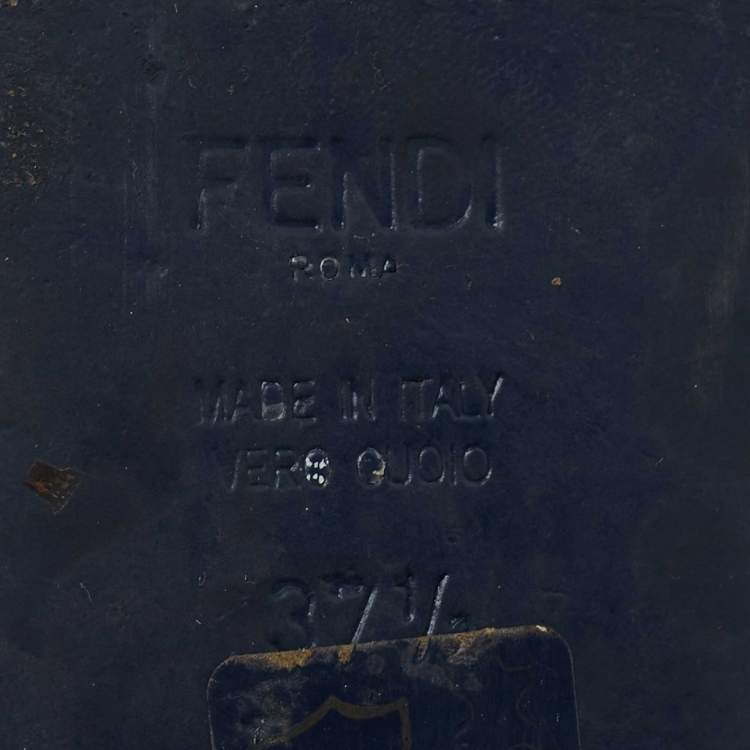 FENDI
ROMA
MADE IN ITALY
VERO CUOIO